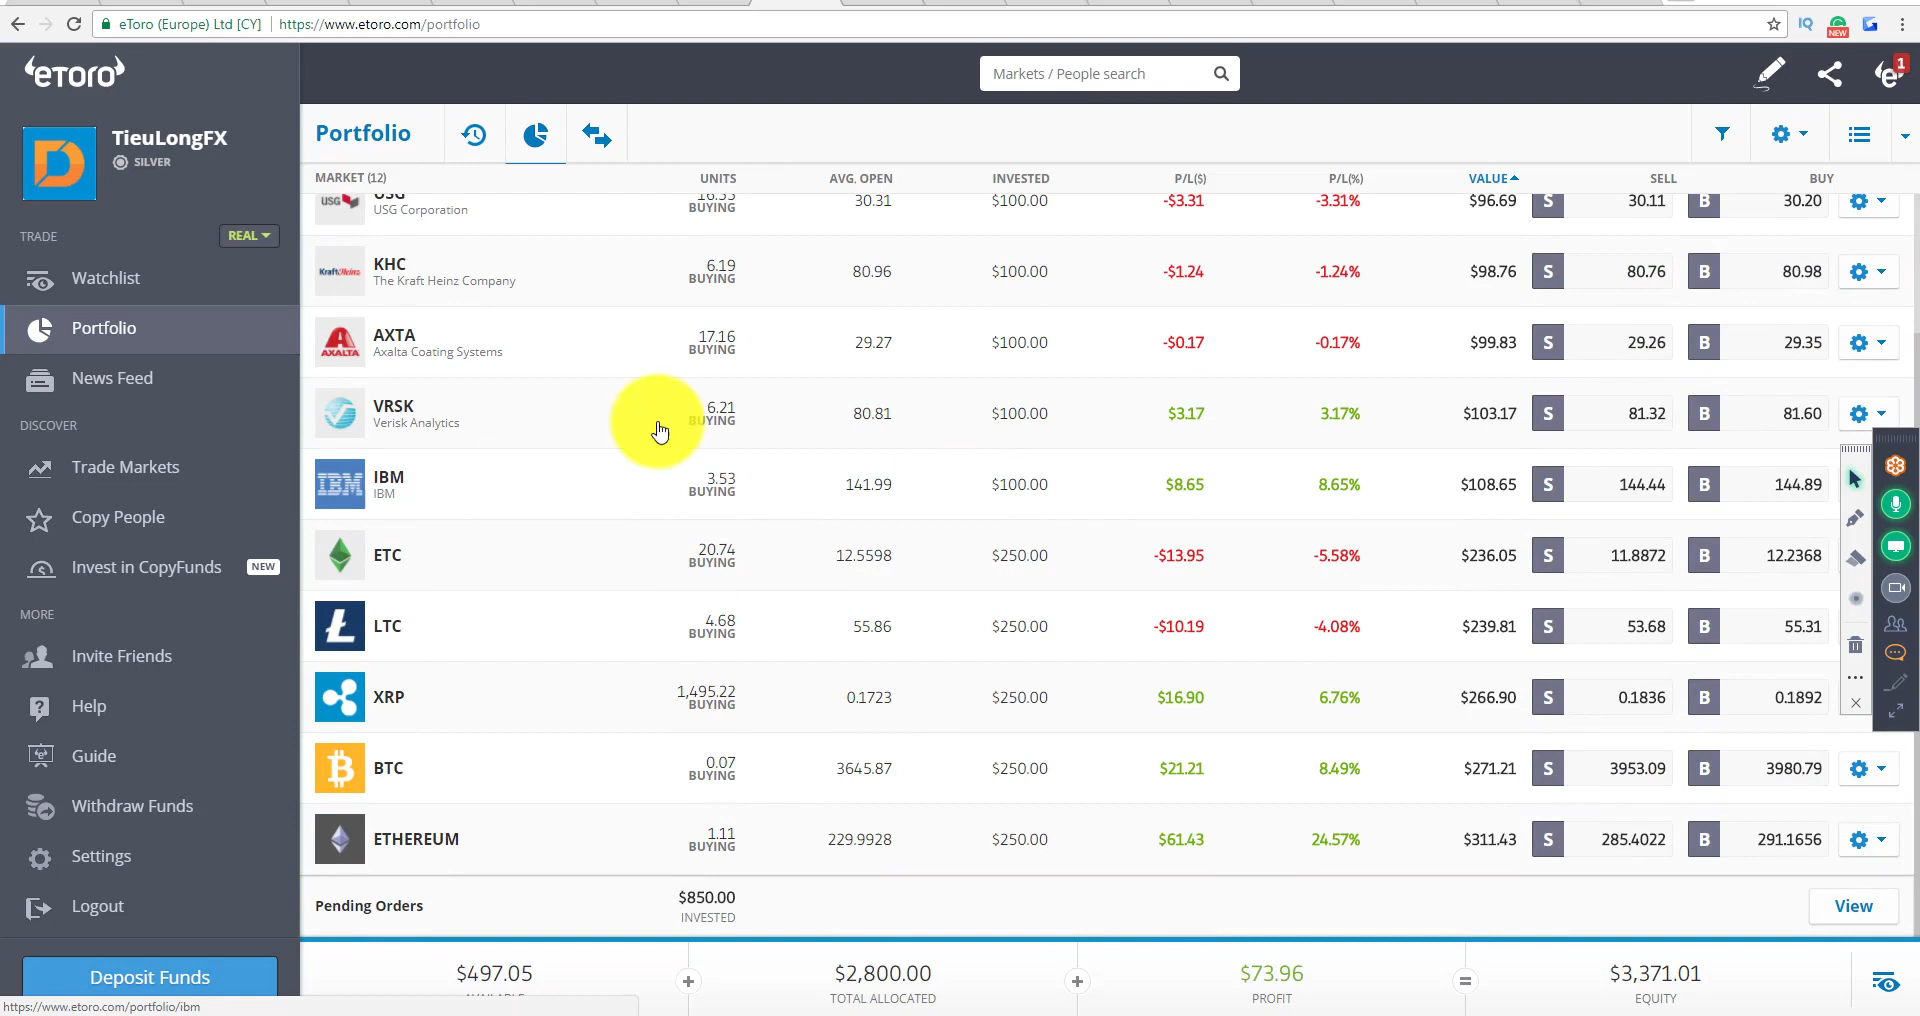 eToro (Europe) Ltd [CY] https://www.etoro.com/portfolio
IQ
NEW
eToro
Markets / People search
1
TieuLongFX
SILVER
Portfolio
MARKET (12) UNITS AVG. OPEN INVESTED P/L($) P/L(%) VALUE SELL BUY
USG 16.55 30.31 $100.00 -$3.31 -3.31% $96.69 S 30.11 B 30.20
USG Corporation BUYING
KHC 6.19 80.96 $100.00 -$1.24 -1.24% $98.76 S 80.76 B 80.98
Kraft Heinz
The Kraft Heinz Company BUYING
AXTA 17.16 29.27 $100.00 -$0.17 -0.17% $99.83 S 29.26 B 29.35
AXALTA
Axalta Coating Systems BUYING
VRSK 6.21 80.81 $100.00 $3.17 3.17% $103.17 S 81.32 B 81.60
Verisk Analytics BUYING
IBM IBM 3.53 141.99 $100.00 $8.65 8.65% $108.65 S 144.44 B 144.89
IBM BUYING
ETC 20.74 12.5598 $250.00 -$13.95 -5.58% $236.05 S 11.8872 B 12.2368
BUYING
LTC 4.68 55.86 $250.00 -$10.19 -4.08% $239.81 S 53.68 B 55.31
BUYING
XRP 1,495.22 0.1723 $250.00 $16.90 6.76% $266.90 S 0.1836 B 0.1892
BUYING
BTC 0.07 3645.87 $250.00 $21.21 8.49% $271.21 S 3953.09 B 3980.79
BUYING
ETHEREUM 1.11 229.9928 $250.00 $61.43 24.57% $311.43 S 285.4022 B 291.1656
BUYING
Pending Orders $850.00 View
INVESTED
$497.05 + $2,800.00 + $73.96 = $3,371.01
TOTAL ALLOCATED PROFIT EQUITY
TRADE REAL
Watchlist
Portfolio
News Feed
DISCOVER
Trade Markets
Copy People
Invest in CopyFunds NEW
MORE
Invite Friends
Help
Guide
Withdraw Funds
Settings
Logout
Deposit Funds
https://www.etoro.com/portfolio/ibm